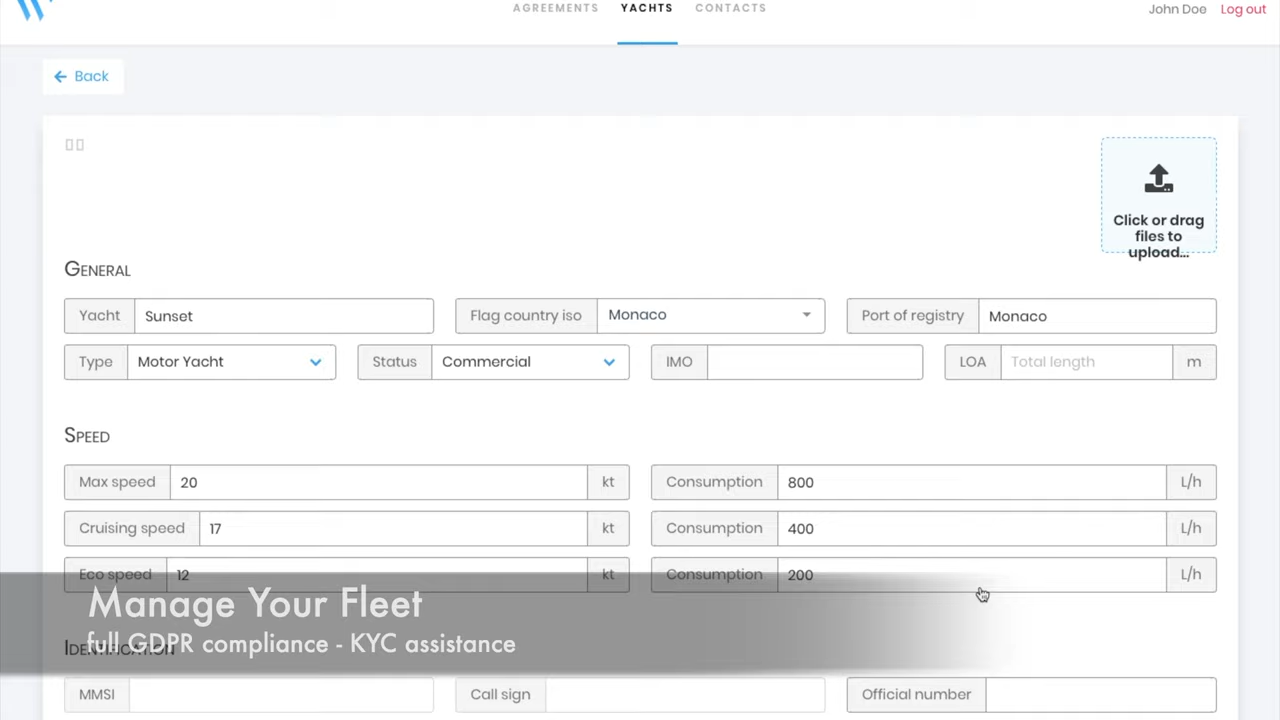 AGREEMENTS YACHTS CONTACTS John Doe Log out
Back
Click or drag
files to
upload...
GENERAL
Yacht Sunset Flag country iso Monaco Port of registry Monaco
Type Motor Yacht Status Commercial IMO LOA Total length m
SPEED
Max speed 20 kt Consumption 800 L/h
Cruising speed 17 kt Consumption 400 L/h
Eco speed 12 kt Consumption 200 L/h
Manage Your Fleet
IDENTIFICATION
full GDPR compliance - KYC assistance
MMSI Call sign Official number